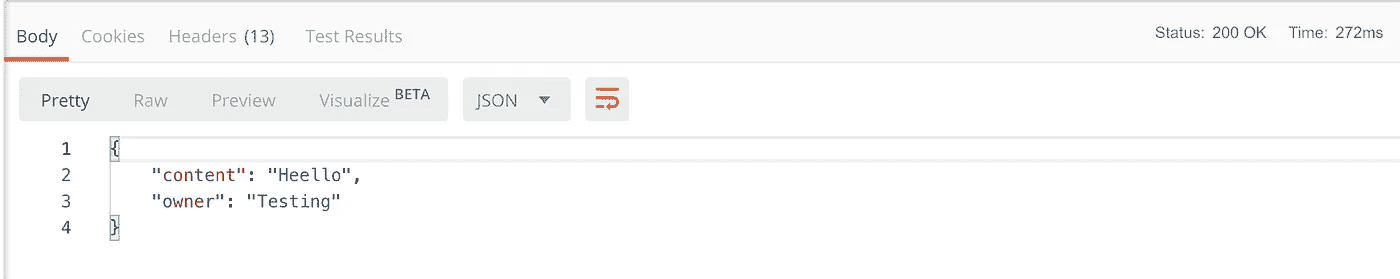 Body Cookies Headers (13) Test Results Status: 200 OK Time: 272ms
Pretty Raw Preview Visualize BETA JSON
1 {
2 "content": "Heello",
3 "owner": "Testing"
4 }